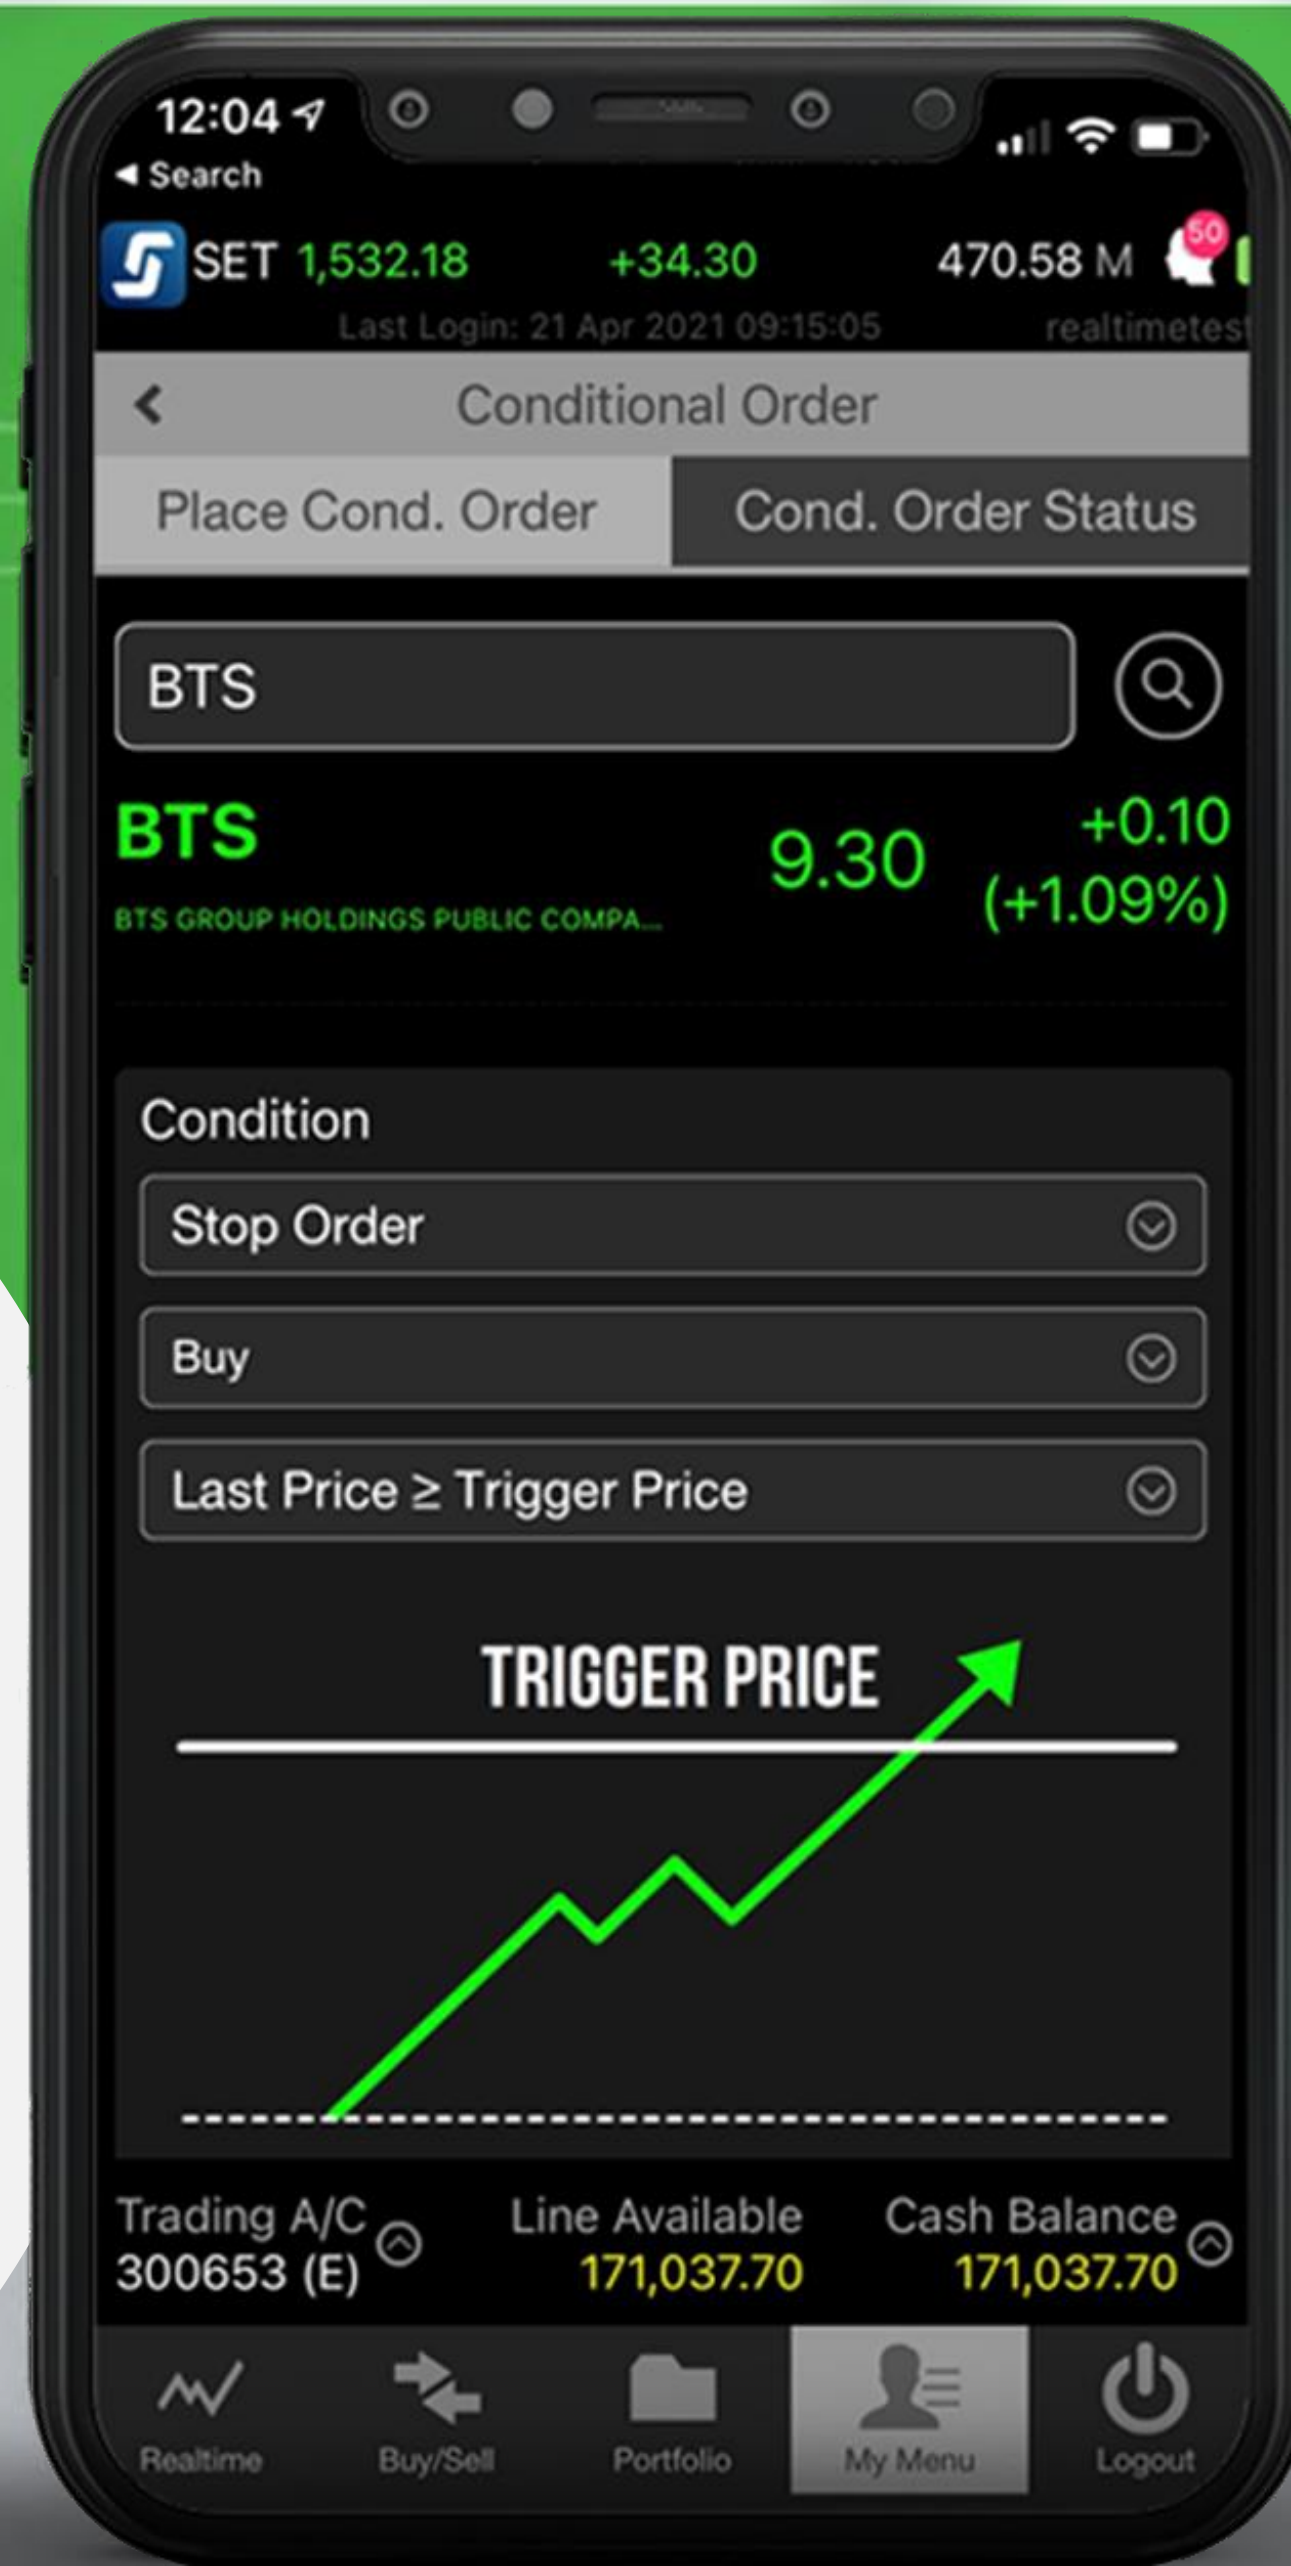 12:04
◀ Search
SET 1,532.18 +34.30 470.58 M 50
Last Login: 21 Apr 2021 09:15:05 realtimetest
Conditional Order
Place Cond. Order Cond. Order Status
BTS
BTS 9.30 +0.10
(+1.09%)
BTS GROUP HOLDINGS PUBLIC COMPA...
Condition
Stop Order
Buy
Last Price ≥ Trigger Price
TRIGGER PRICE
Trading A/C Line Available Cash Balance
300653 (E) 171,037.70 171,037.70
Realtime Buy/Sell Portfolio My Menu Logout